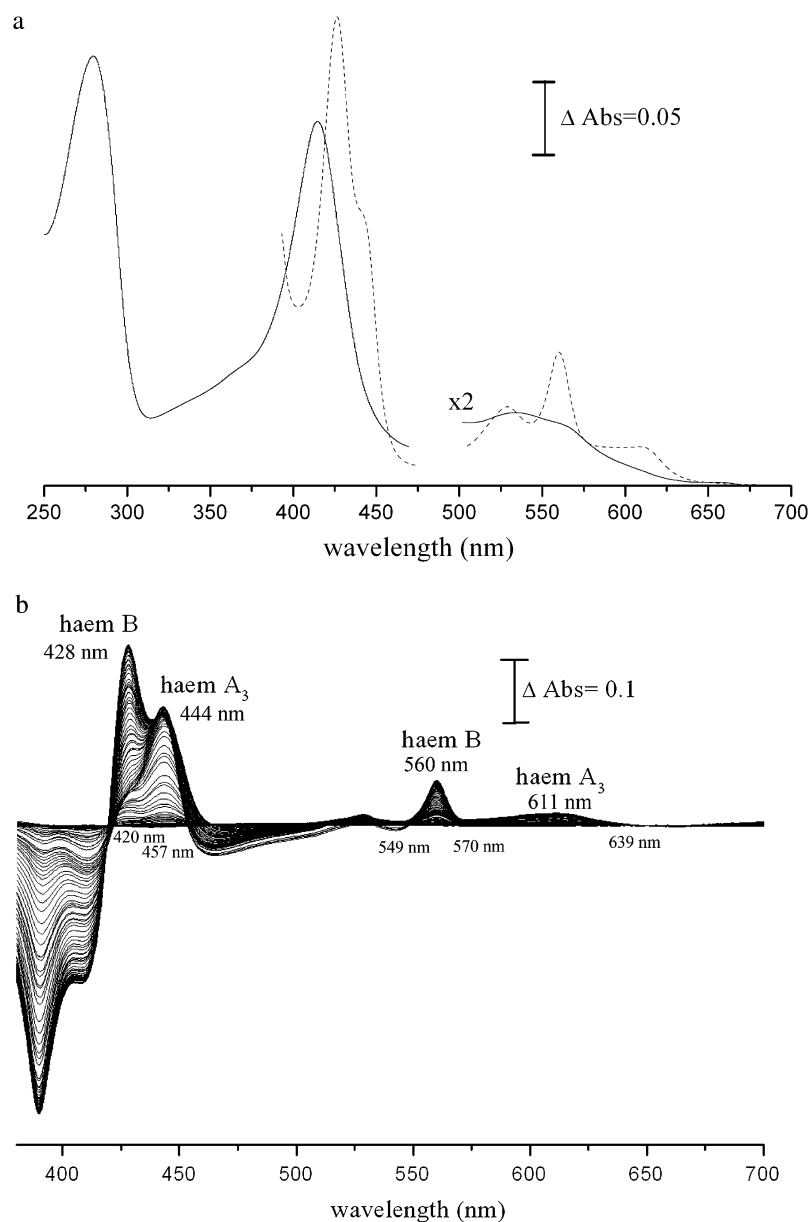 a
Δ Abs=0.05
x2
250 300 350 400 450 500 550 600 650 700
wavelength (nm)
b
haem B
428 nm
haem A3
444 nm
Δ Abs= 0.1
haem B
560 nm
haem A3
611 nm
420 nm
457 nm
549 nm
570 nm
639 nm
400 450 500 550 600 650 700
wavelength (nm)